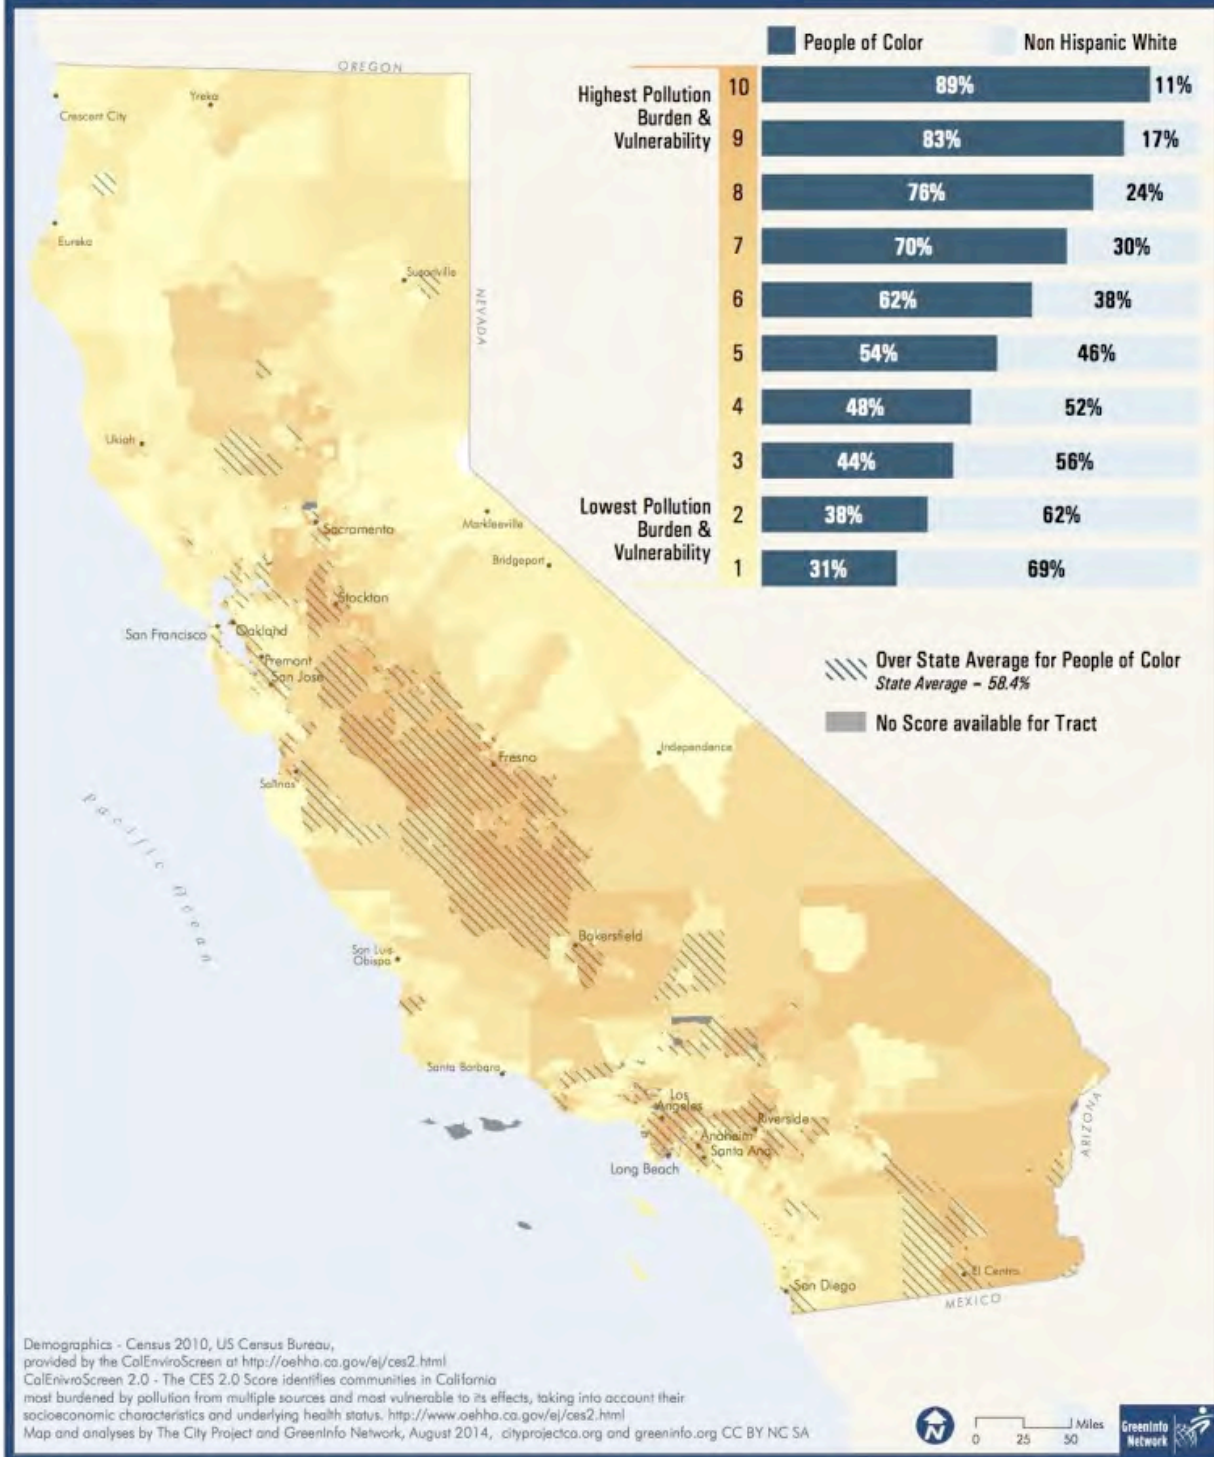 People of Color
Non Hispanic White
Highest Pollution
Burden &
Vulnerability
10 89% 11%
9 83% 17%
8 76% 24%
7 70% 30%
6 62% 38%
5 54% 46%
4 48% 52%
3 44% 56%
Lowest Pollution
Burden &
Vulnerability
2 38% 62%
1 31% 69%
Over State Average for People of Color
State Average - 58.4%
No Score available for Tract
OREGON
Crescent City
Yreka
Eureka
Susanville
NEVADA
Ukiah
Sacramento
Markleeville
Bridgeport
Stockton
San Francisco
Oakland
Fremont
San Jose
Independence
Fresno
Salinas
Pacific Ocean
Bakersfield
San Luis
Obispo
Santa Barbara
Los
Angeles
Riverside
Anaheim
Santa Ana
Long Beach
ARIZONA
El Centro
San Diego
MEXICO
Demographics - Census 2010, US Census Bureau,
provided by the CalEnviroScreen at http://oehha.ca.gov/ej/ces2.html
CalEnivroScreen 2.0 - The CES 2.0 Score identifies communities in California
most burdened by pollution from multiple sources and most vulnerable to its effects, taking into account their
socioeconomic characteristics and underlying health status. http://www.oehha.ca.gov/ej/ces2.html
Map and analyses by The City Project and GreenInfo Network, August 2014, cityprojectca.org and greeninfo.org CC BY NC SA
N
Miles
0 25 50
GreenInfo
Network